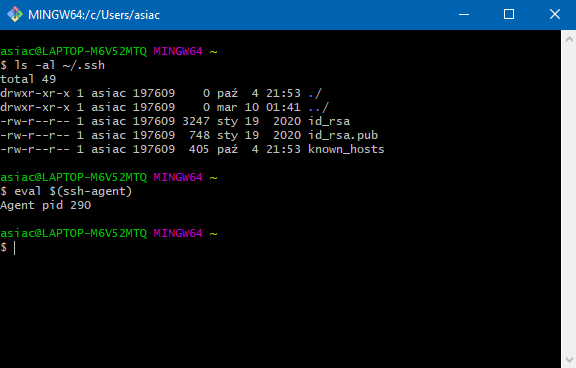 MINGW64:/c/Users/asiac
asiac@LAPTOP-M6V52MTQ MINGW64 ~
$ ls -al ~/.ssh
total 49
drwxr-xr-x 1 asiac 197609    0 paź  4 21:53 ./
drwxr-xr-x 1 asiac 197609    0 mar 10 01:41 ../
-rw-r--r-- 1 asiac 197609 3247 sty 19  2020 id_rsa
-rw-r--r-- 1 asiac 197609  748 sty 19  2020 id_rsa.pub
-rw-r--r-- 1 asiac 197609  405 paź  4 21:53 known_hosts
asiac@LAPTOP-M6V52MTQ MINGW64 ~
$ eval $(ssh-agent)
Agent pid 290
asiac@LAPTOP-M6V52MTQ MINGW64 ~
$